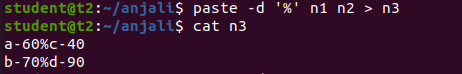 student@t2:~/anjali$ paste -d '%' n1 n2 > n3
student@t2:~/anjali$ cat n3
a-60%c-40
b-70%d-90